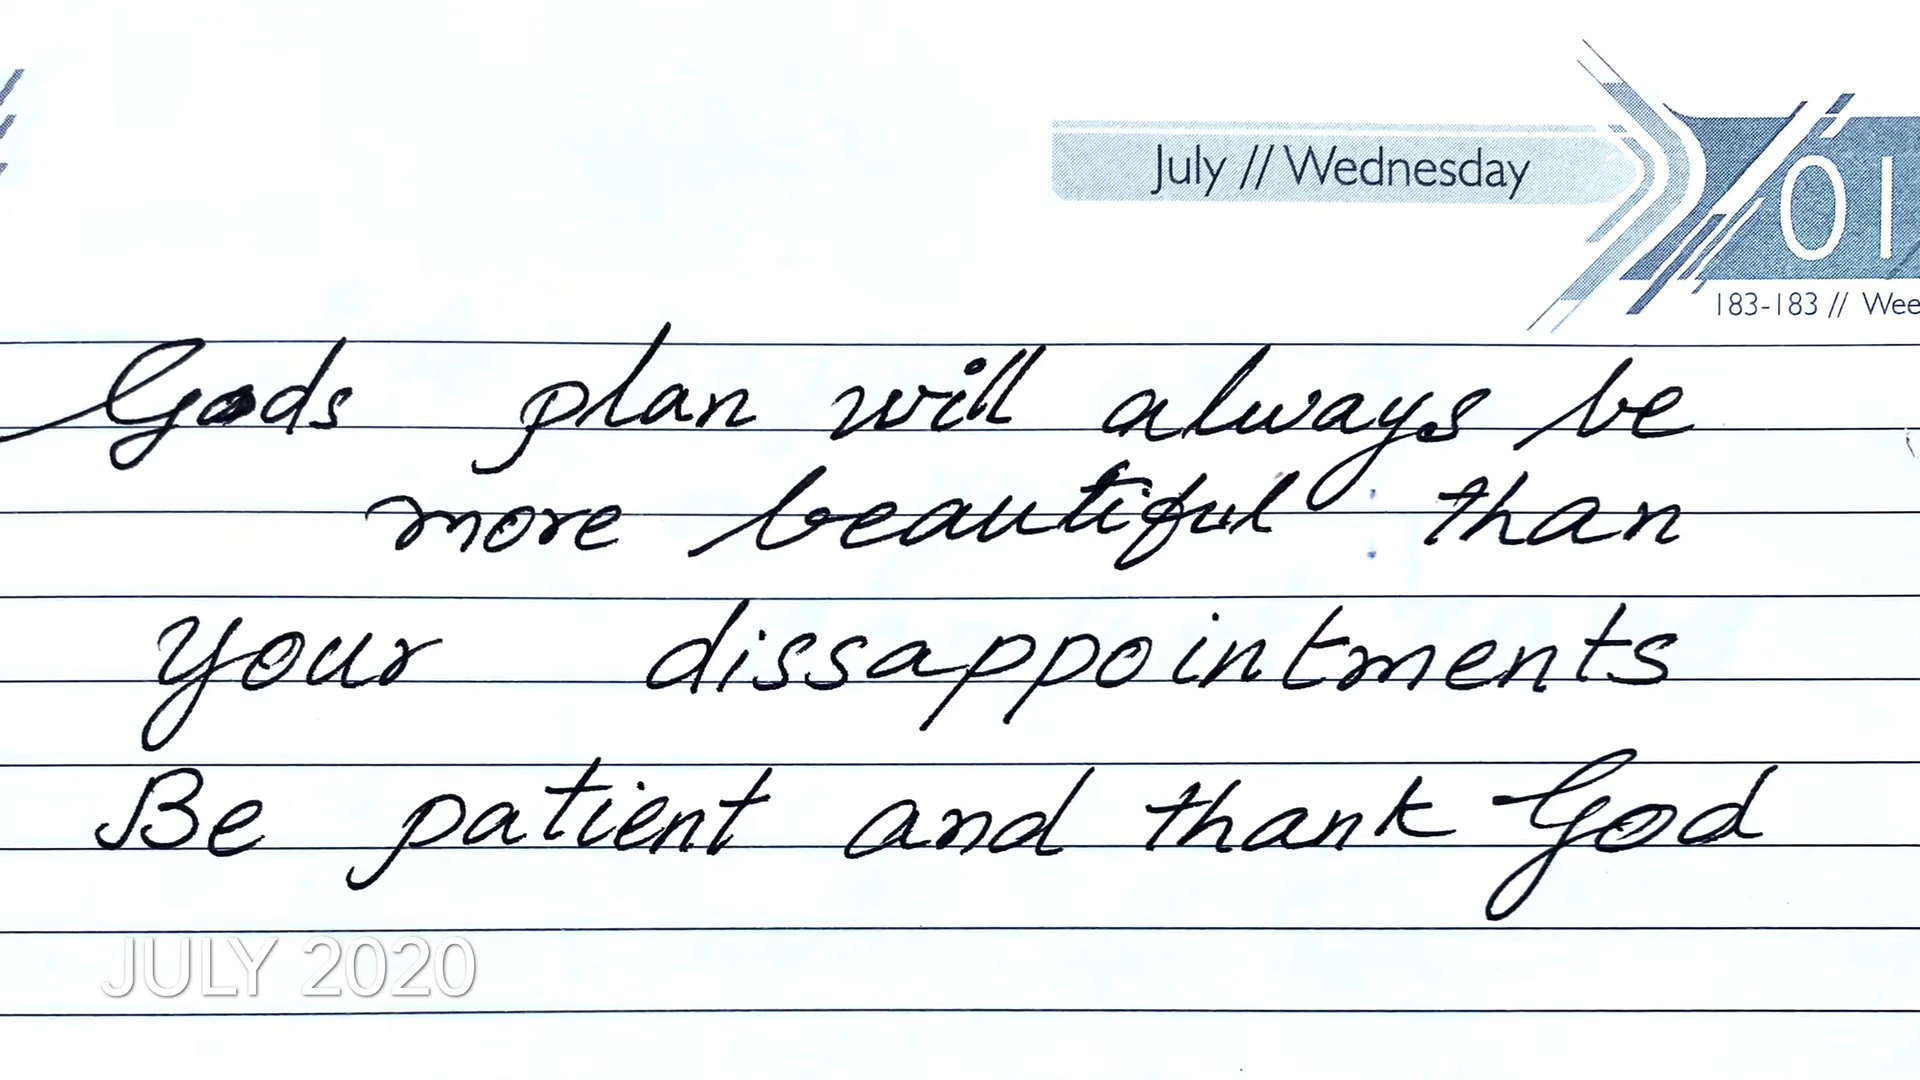 July // Wednesday
01
183-183 // Wee
Gods plan will always be
more beautiful than
your dissappointments
Be patient and thank God
JULY 2020